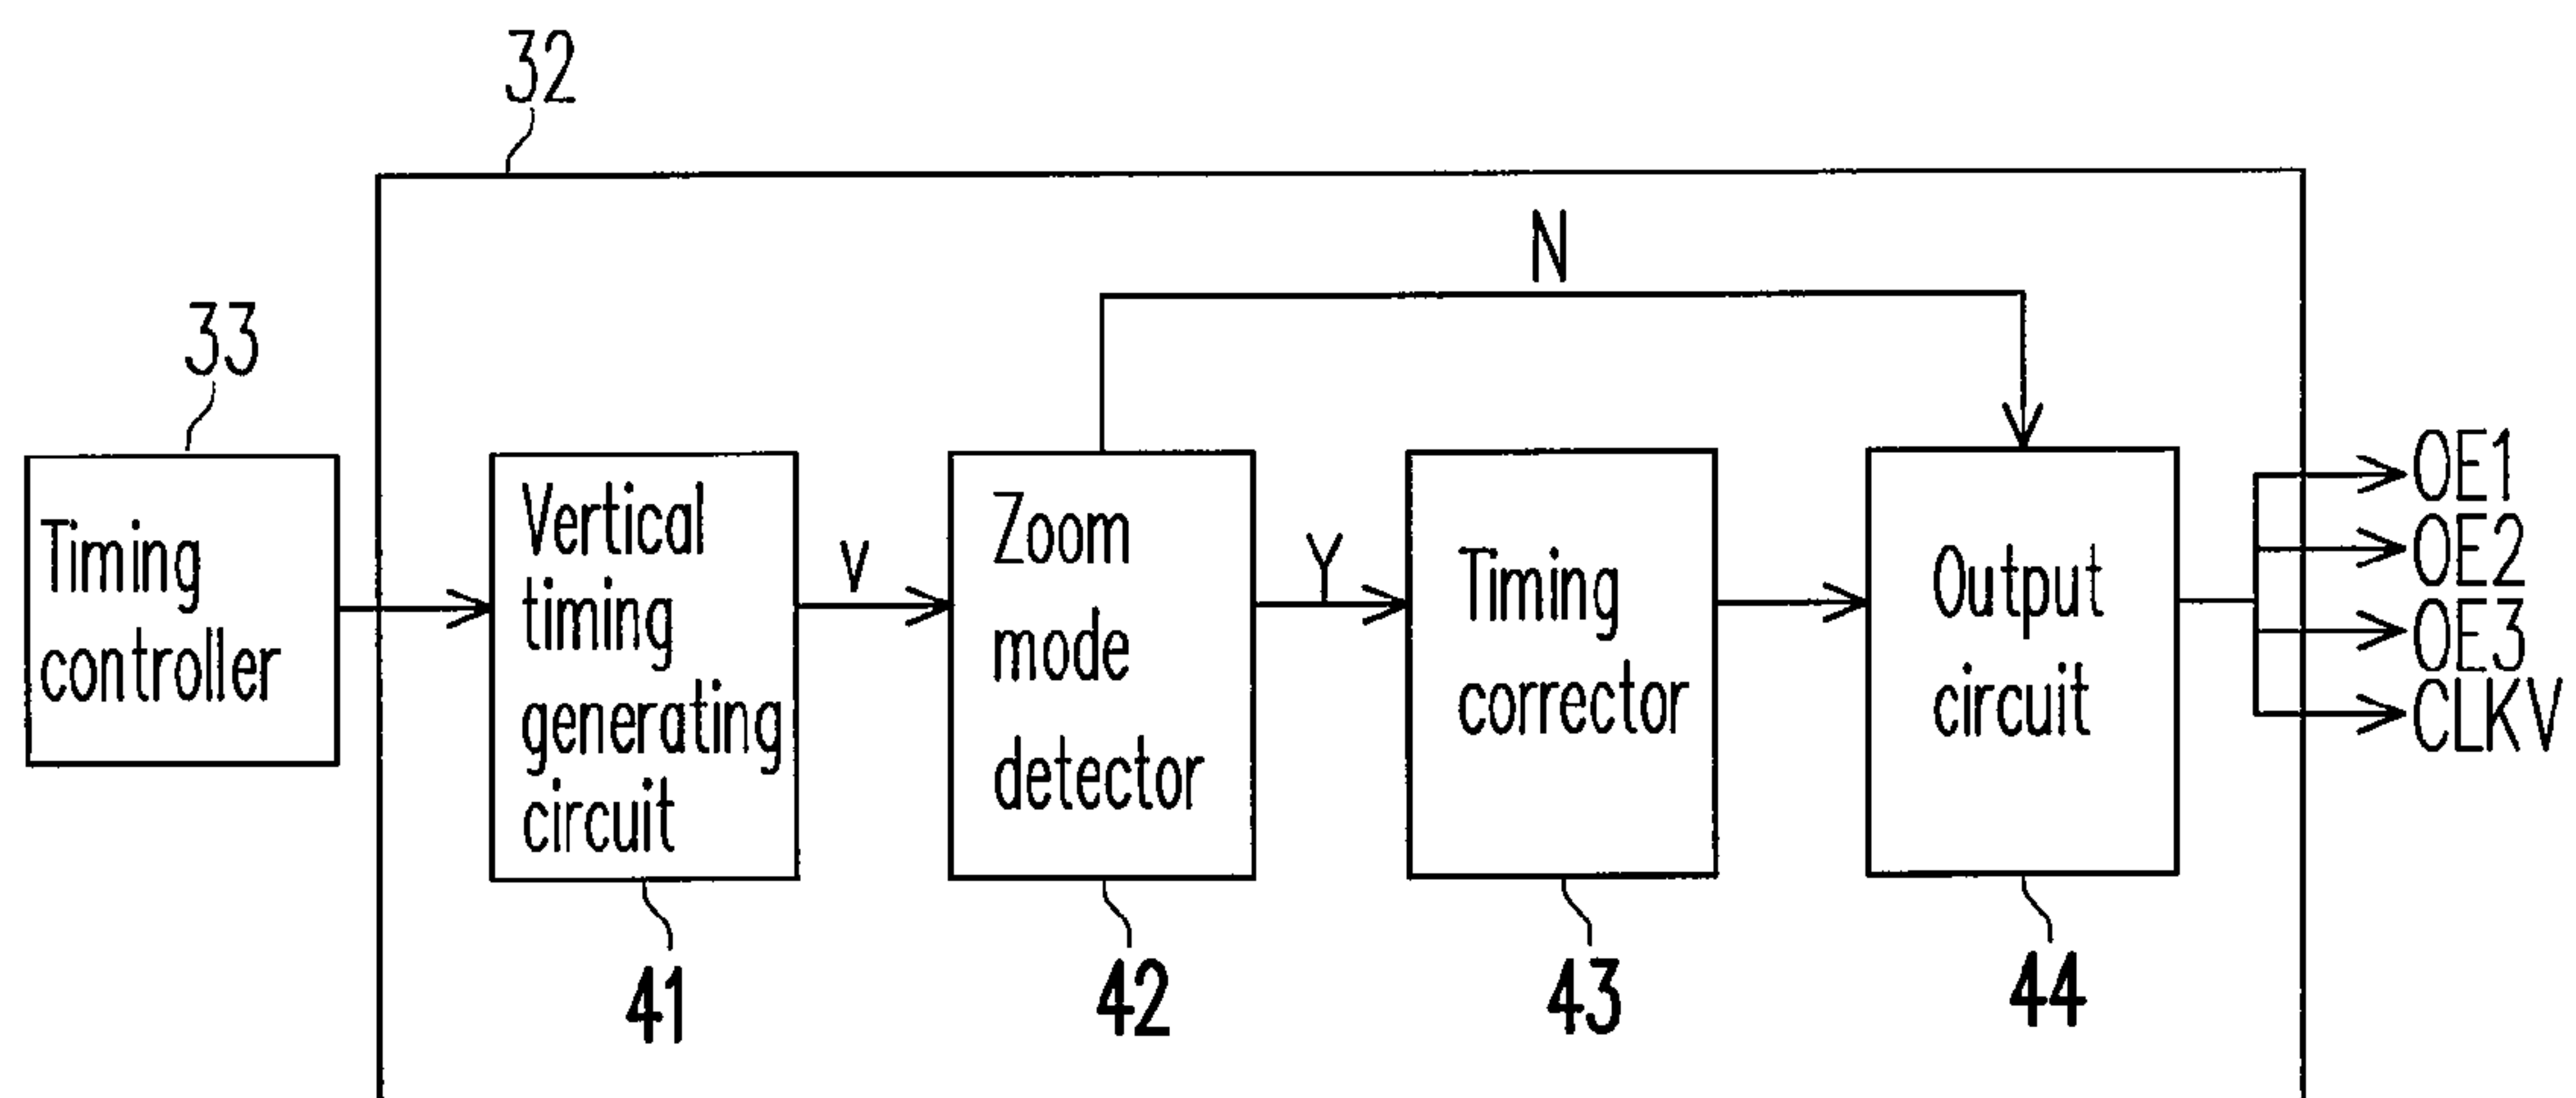 32
N
33
Timing
controller
Vertical
timing
generating
circuit
V
Zoom
mode
detector
Y
Timing
corrector
Output
circuit
OE1
OE2
OE3
CLKV
41
42
43
44